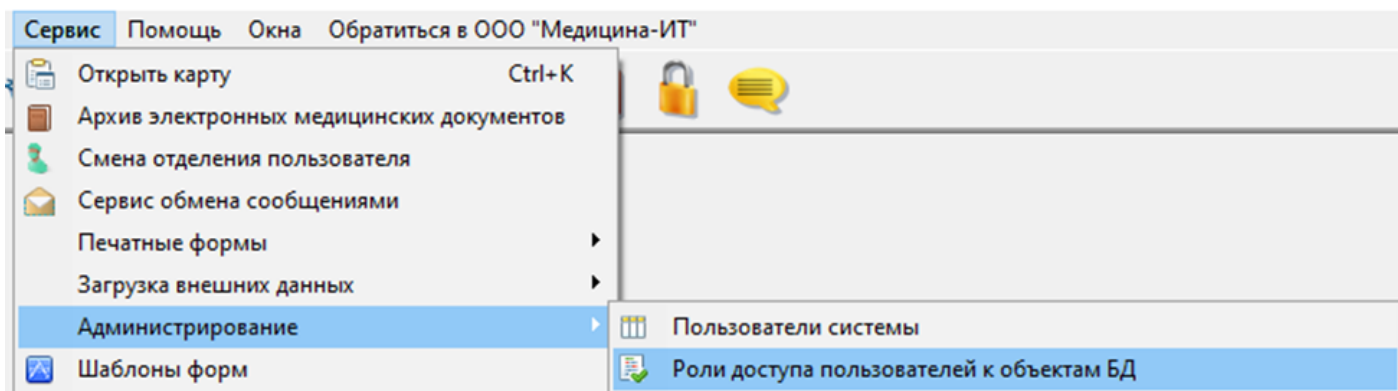 Сервис Помощь Окна Обратиться в ООО "Медицина-ИТ"
Открыть карту Ctrl+K
Архив электронных медицинских документов
Смена отделения пользователя
Сервис обмена сообщениями
Печатные формы
Загрузка внешних данных
Администрирование
Пользователи системы
Шаблоны форм
Роли доступа пользователей к объектам БД